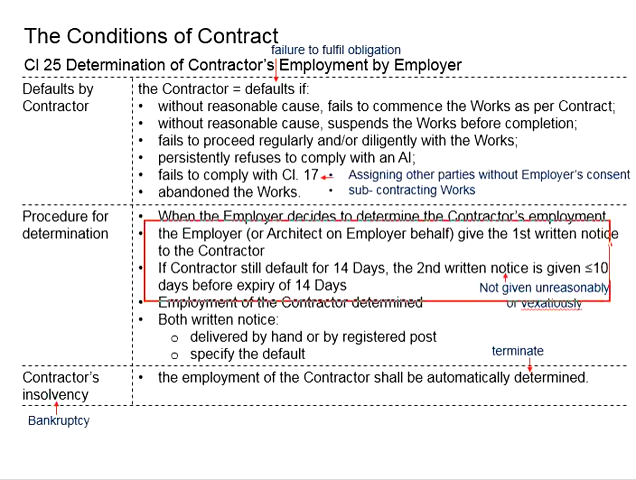 The Conditions of Contract
failure to fulfil obligation
Cl 25 Determination of Contractor's Employment by Employer
Defaults by
Contractor
the Contractor = defaults if:
• without reasonable cause, fails to commence the Works as per Contract;
• without reasonable cause, suspends the Works before completion;
• fails to proceed regularly and/or diligently with the Works;
• persistently refuses to comply with an AI;
• fails to comply with Cl. 17
• Assigning other parties without Employer's consent
• abandoned the Works.
• sub- contracting Works
Procedure for
determination
• When the Employer decides to determine the Contractor's employment
• the Employer (or Architect on Employer behalf) give the 1st written notice
to the Contractor
• If Contractor still default for 14 Days, the 2nd written notice is given ≤10
days before expiry of 14 Days
Not given unreasonably
or vexatiously
• Employment of the Contractor determined
• Both written notice:
o delivered by hand or by registered post
o specify the default
terminate
Contractor's
insolvency
• the employment of the Contractor shall be automatically determined.
Bankruptcy